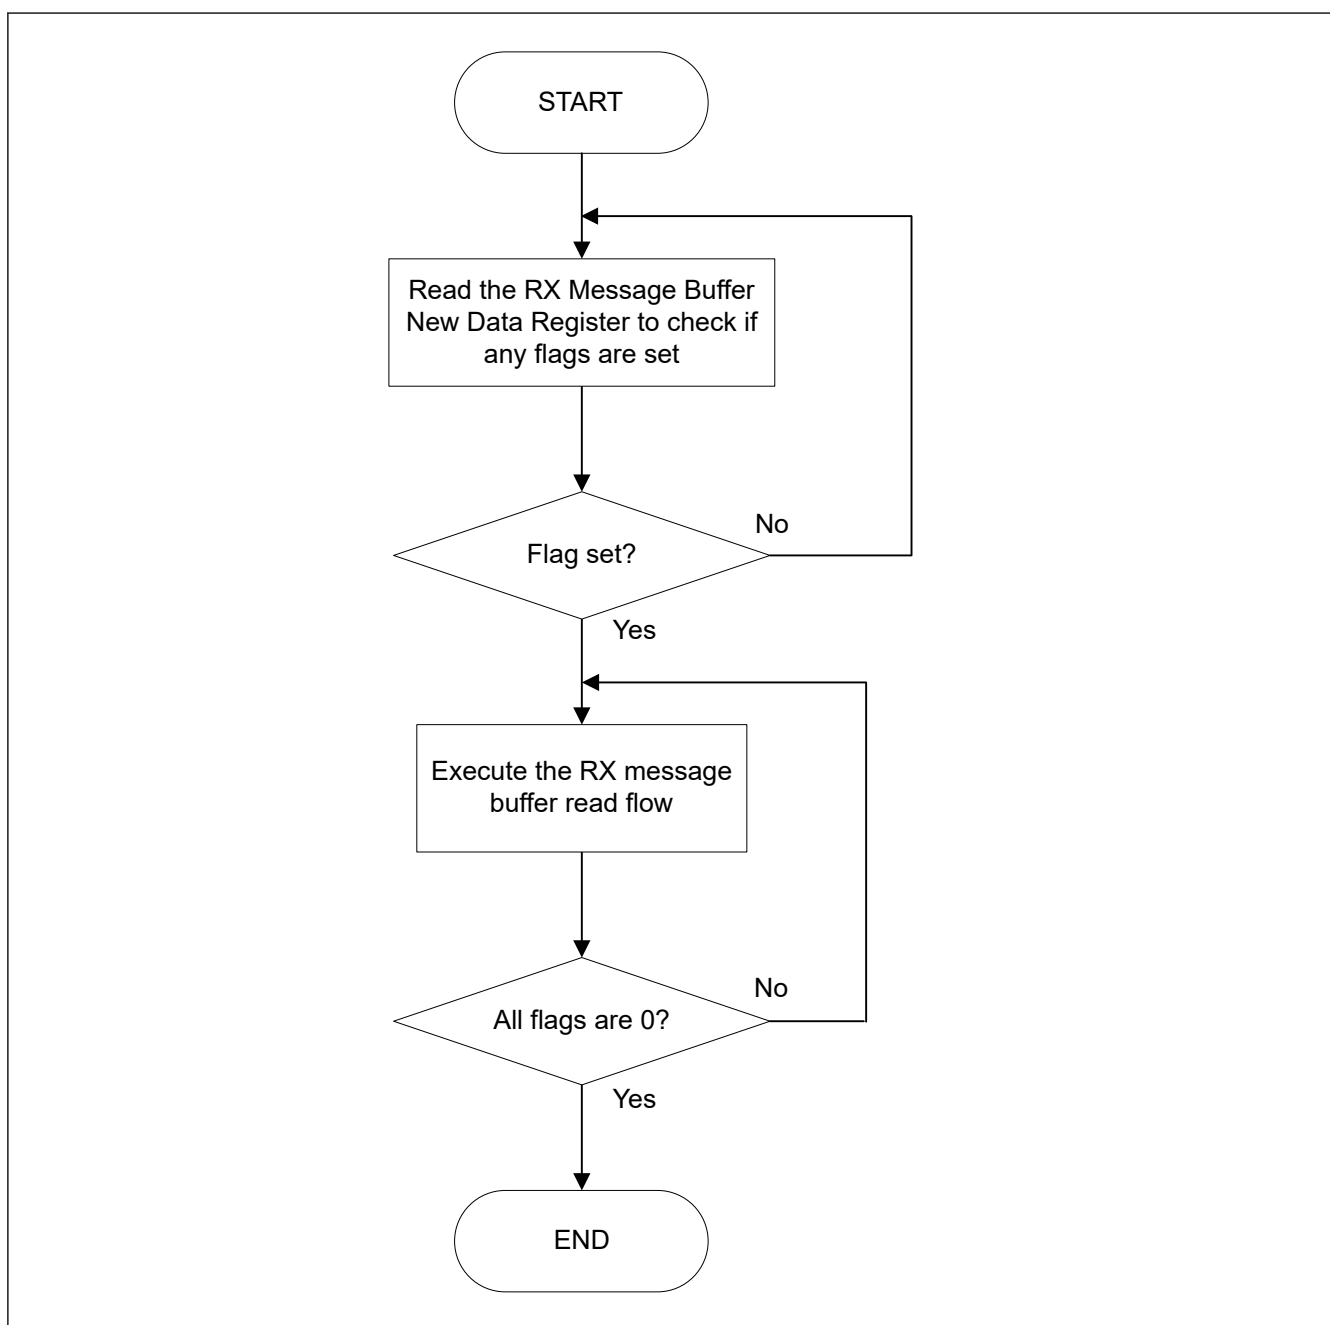 START
Read the RX Message Buffer
New Data Register to check if
any flags are set
No
Flag set?
Yes
Execute the RX message
buffer read flow
No
All flags are 0?
Yes
END